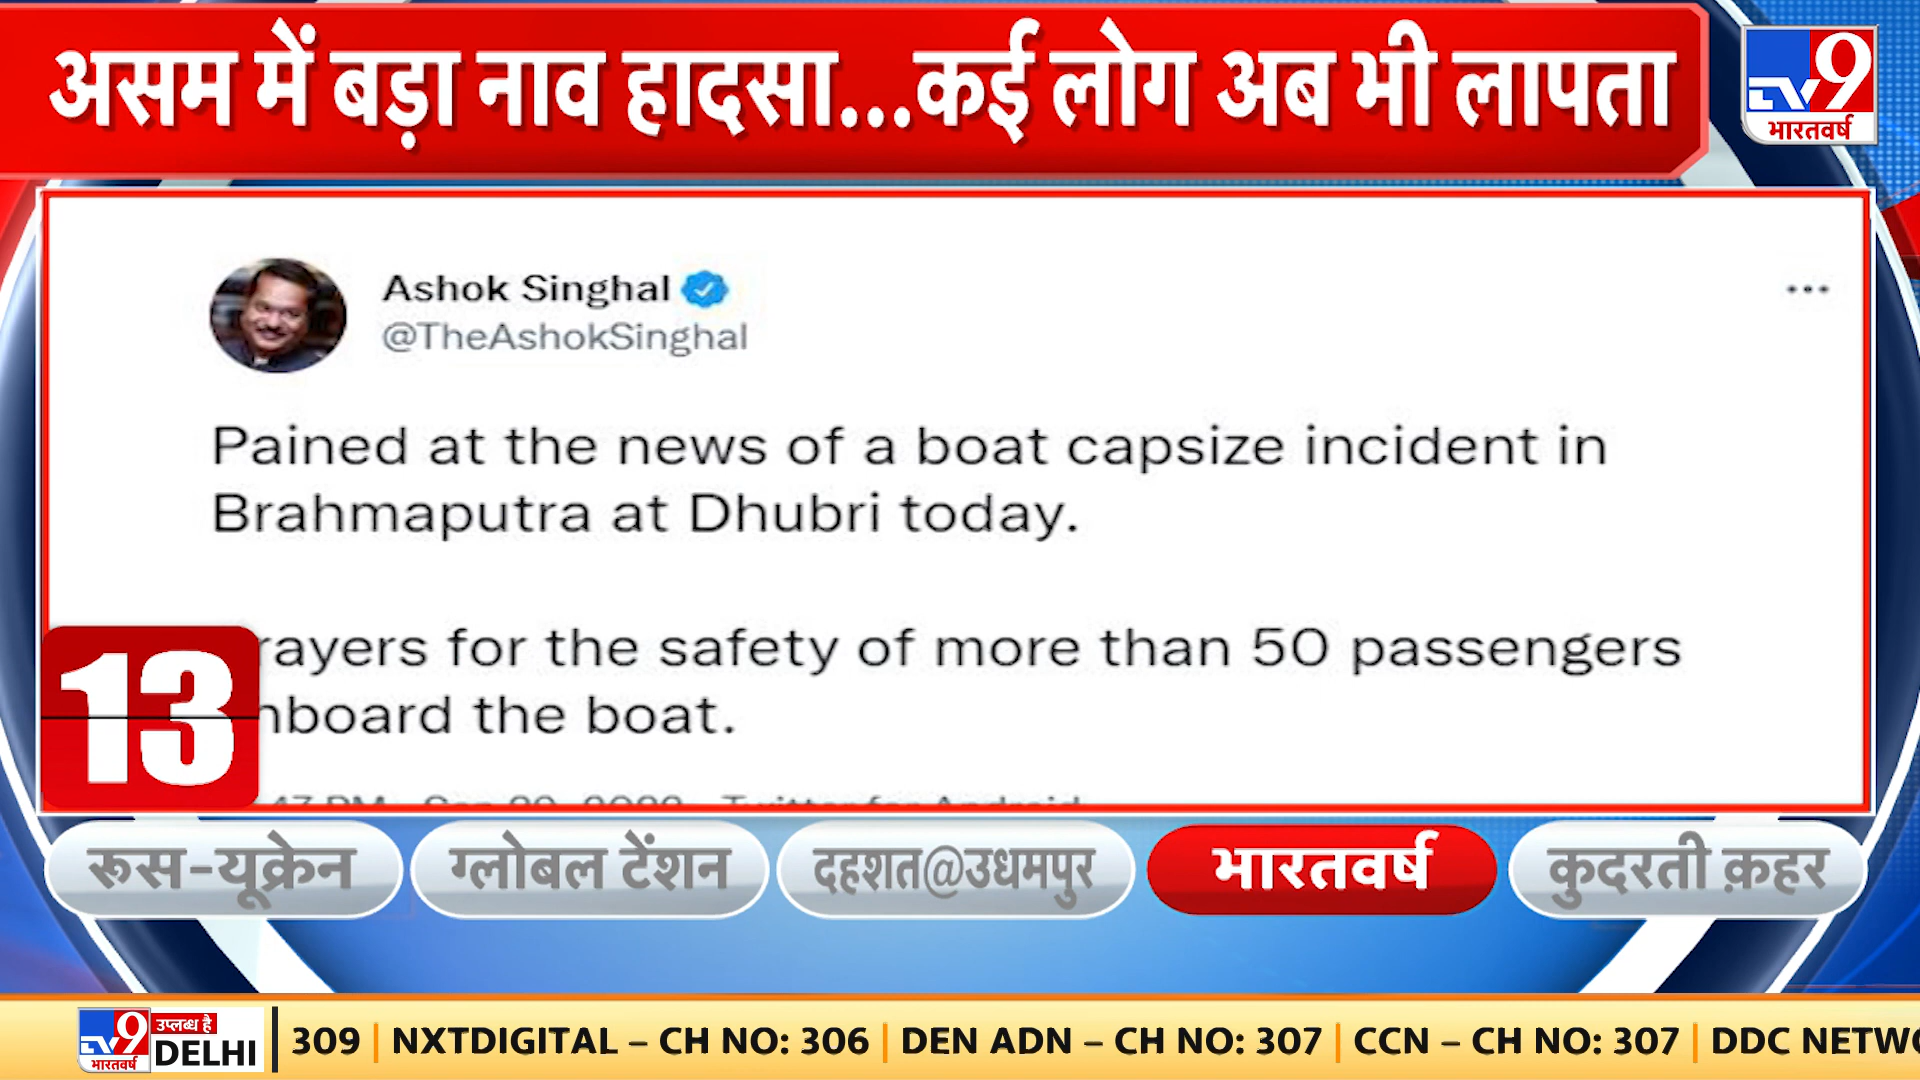 असम में बड़ा नाव हादसा...कई लोग अब भी लापता
TV9
भारतवर्ष
Ashok Singhal
@TheAshokSinghal
...
Pained at the news of a boat capsize incident in
Brahmaputra at Dhubri today.
rayers for the safety of more than 50 passengers
nboard the boat.
13
रूस-यूक्रेन
ग्लोबल टेंशन
दहशत@उधमपुर
भारतवर्ष
कुदरती क़हर
TV9
भारतवर्ष
उप्लब्ध है
DELHI
309 | NXTDIGITAL – CH NO: 306 | DEN ADN – CH NO: 307 | CCN – CH NO: 307 | DDC NETWO